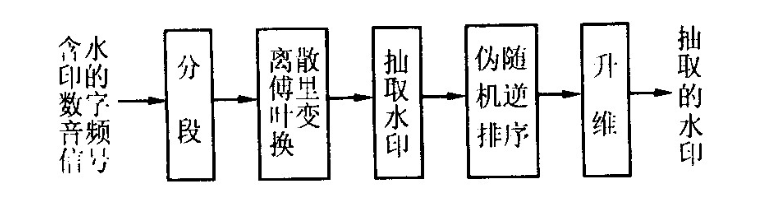 含水印的数字音频信号
分段
离散傅里叶变换
抽取水印
伪随机逆排序
升维
抽取的水印